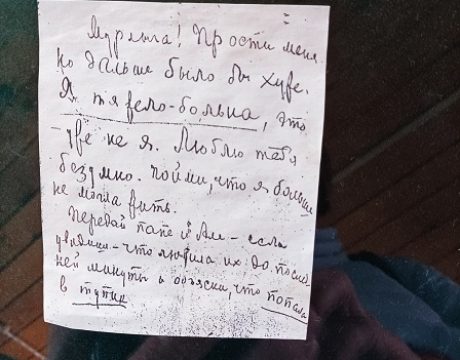 Мурлыга! Прости меня
но дальше было бы хуже.
Я тяжело-больна, это
- уже не я. Люблю тебя
безумно. Пойми, что я больше
не могла жить.
Передай папе и Але - если
увидишь - что любила их до послед-
ней минуты и объясни, что попала
в тупик